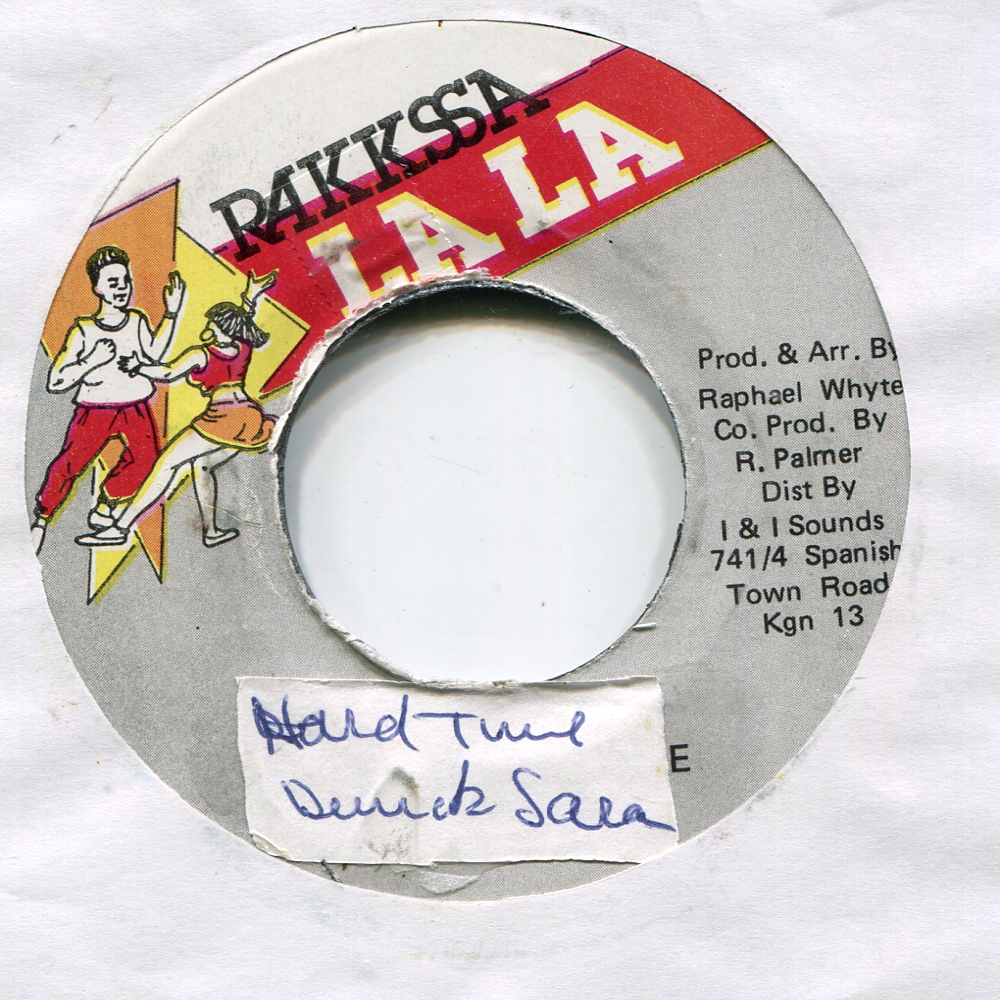 RAKKSSA
LA LA
Prod. & Arr. By
Raphael Whyte
Co. Prod. By
R. Palmer
Dist By
I & I Sounds
741/4 Spanish
Town Road
Kgn 13
Hard Time
E
Derrick Sara